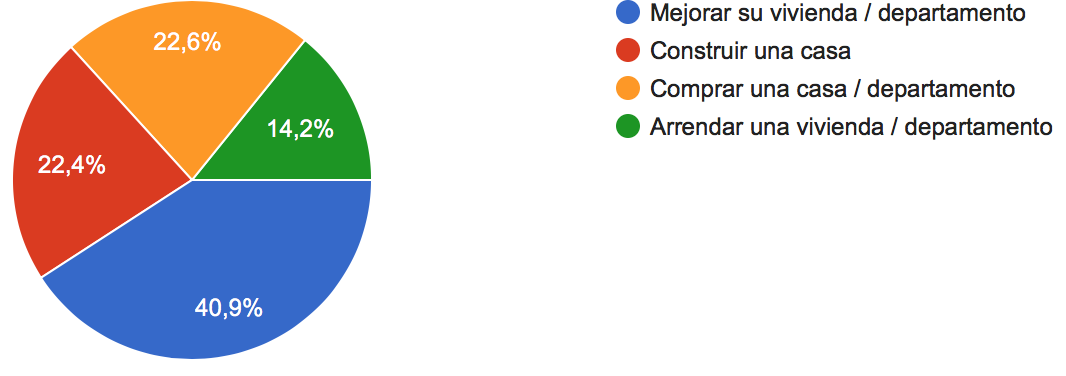 22,6%
14,2%
22,4%
40,9%
Mejorar su vivienda / departamento
Construir una casa
Comprar una casa / departamento
Arrendar una vivienda / departamento